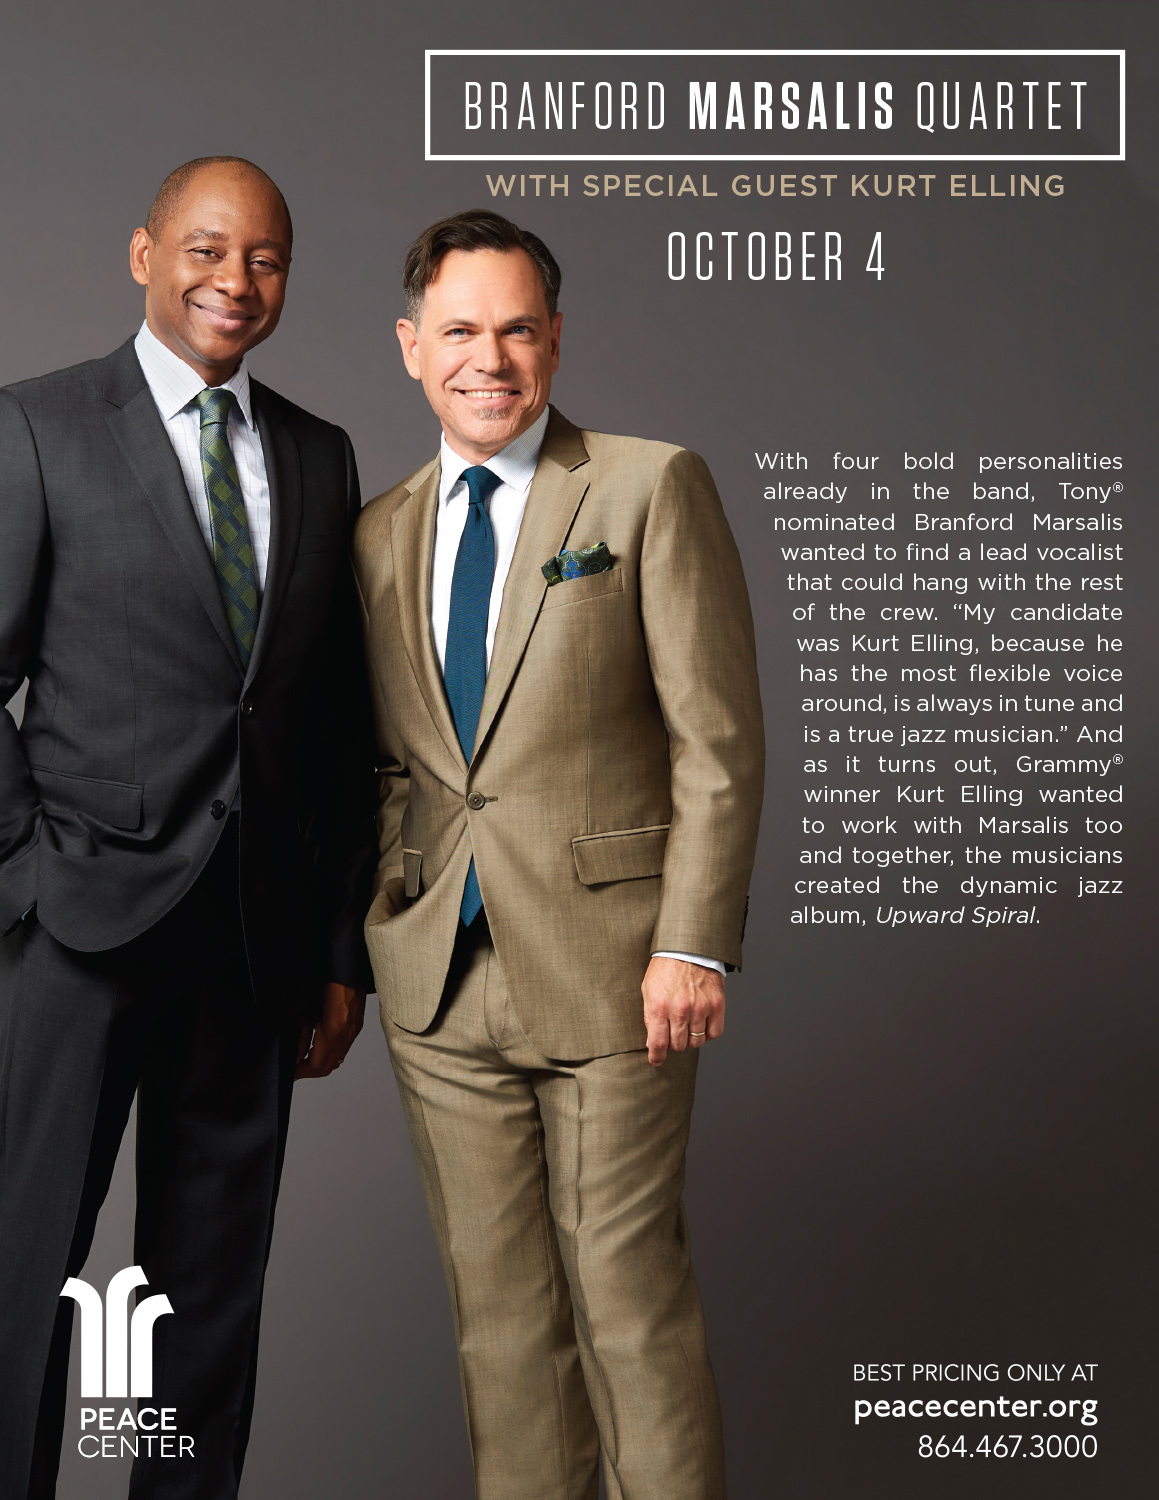 BRANFORD MARSALIS QUARTET
WITH SPECIAL GUEST KURT ELLING
OCTOBER 4
With four bold personalities
already in the band, Tony®
nominated Branford Marsalis
wanted to find a lead vocalist
that could hang with the rest
of the crew. “My candidate
was Kurt Elling, because he
has the most flexible voice
around, is always in tune and
is a true jazz musician.” And
as it turns out, Grammy®
winner Kurt Elling wanted
to work with Marsalis too
and together, the musicians
created the dynamic jazz
album, Upward Spiral.
PEACE
CENTER
BEST PRICING ONLY AT
peacecenter.org
864.467.3000